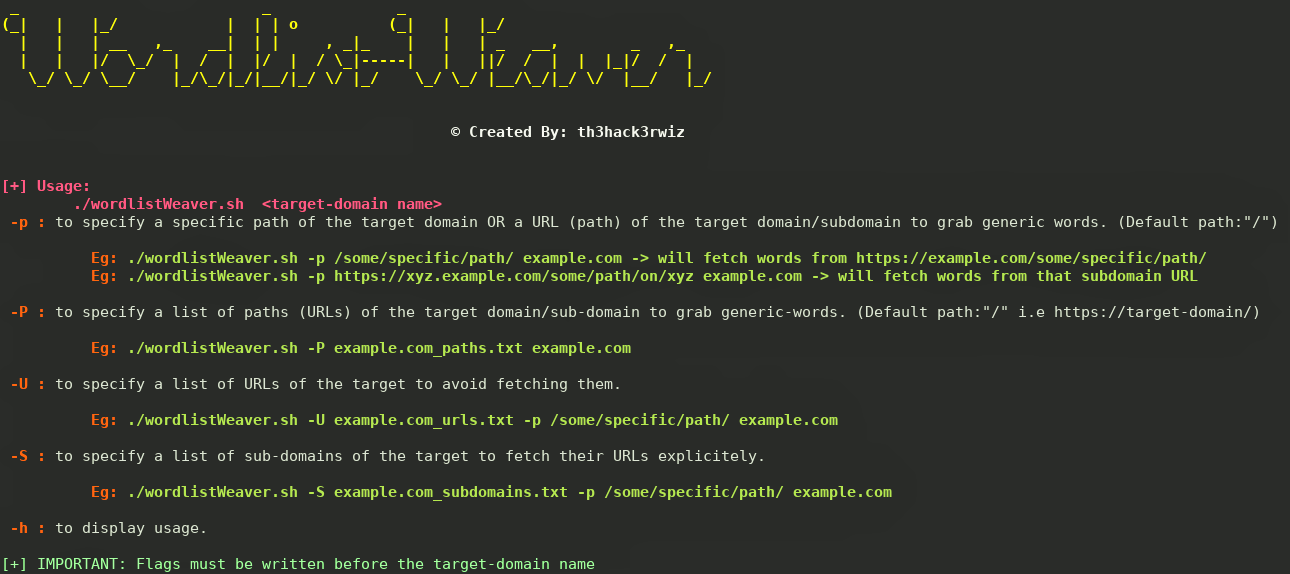 Wordlist-Weaver
© Created By: th3hack3rwiz
[+] Usage:
./wordlistWeaver.sh <target-domain name>
-p : to specify a specific path of the target domain OR a URL (path) of the target domain/subdomain to grab generic words. (Default path:"/")
Eg: ./wordlistWeaver.sh -p /some/specific/path/ example.com -> will fetch words from https://example.com/some/specific/path/
Eg: ./wordlistWeaver.sh -p https://xyz.example.com/some/path/on/xyz example.com -> will fetch words from that subdomain URL
-P : to specify a list of paths (URLs) of the target domain/sub-domain to grab generic-words. (Default path:"/" i.e https://target-domain/)
Eg: ./wordlistWeaver.sh -P example.com_paths.txt example.com
-U : to specify a list of URLs of the target to avoid fetching them.
Eg: ./wordlistWeaver.sh -U example.com_urls.txt -p /some/specific/path/ example.com
-S : to specify a list of sub-domains of the target to fetch their URLs explicitely.
Eg: ./wordlistWeaver.sh -S example.com_subdomains.txt -p /some/specific/path/ example.com
-h : to display usage.
[+] IMPORTANT: Flags must be written before the target-domain name